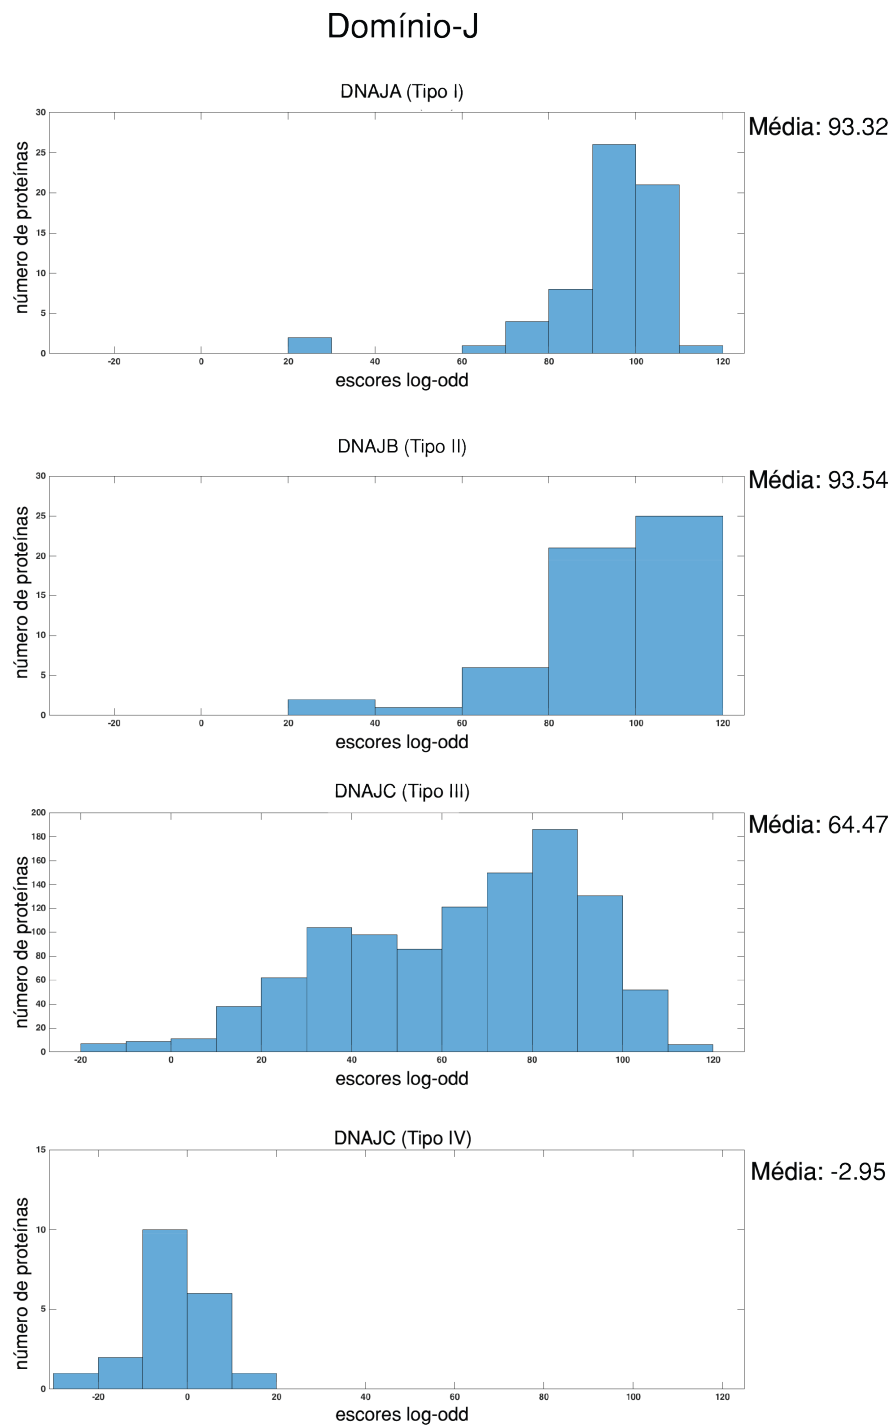 Domínio-J
DNAJA (Tipo I)
Média: 93.32
número de proteínas
30
25
20
15
10
5
0
-20 0 20 40 60 80 100 120
escores log-odd
DNAJB (Tipo II)
Média: 93.54
número de proteínas
30
25
20
15
10
5
0
-20 0 20 40 60 80 100 120
escores log-odd
DNAJC (Tipo III)
Média: 64.47
número de proteínas
200
180
160
140
120
100
80
60
40
20
0
-20 0 20 40 60 80 100 120
escores log-odd
DNAJC (Tipo IV)
Média: -2.95
número de proteínas
15
10
5
0
-20 0 20 40 60 80 100 120
escores log-odd